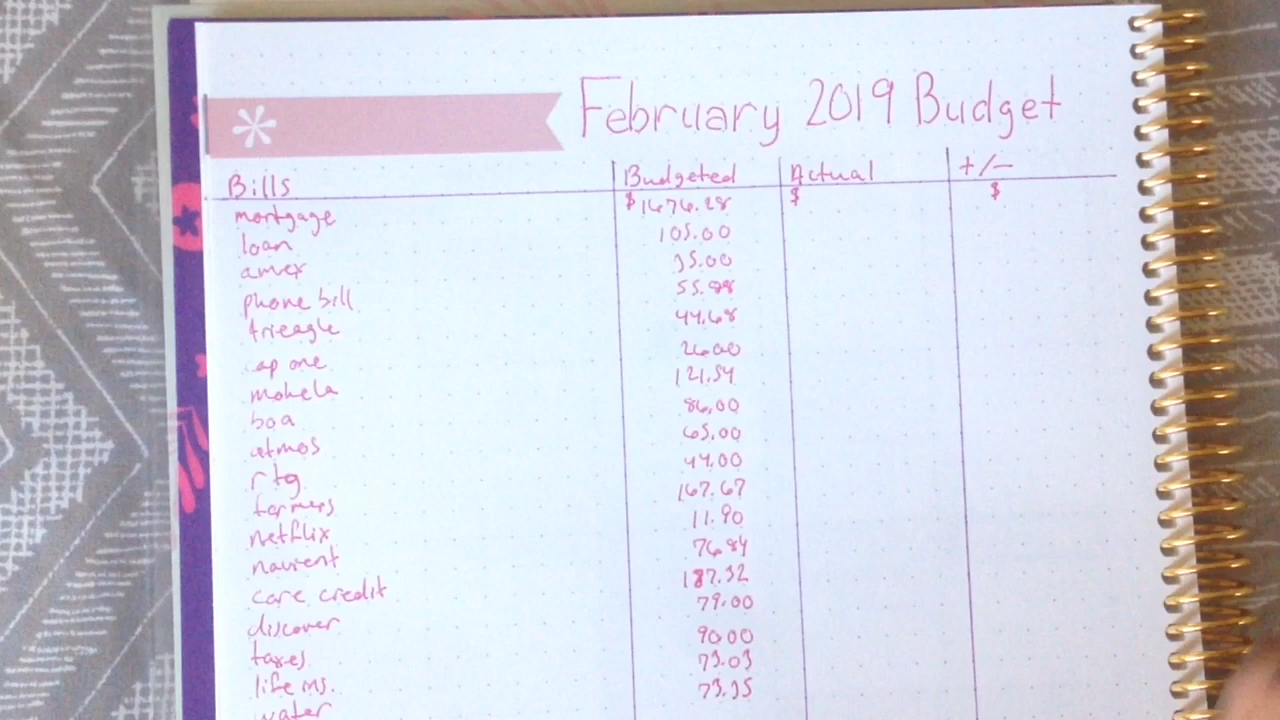 February 2019 Budget
Bills Budgeted Actual +/-
mortgage $1676.28 $ $
loan 105.00
amex 35.00
phone bill
trieagle 44.68
cap one 26.00
mohela 121.54
boa 86.00
atmos 65.00
rtg 44.00
farmers 167.67
netflix 11.90
navient 76.84
care credit 187.32
discover 79.00
taxes 90.00
life ins. 73.03
water 73.35